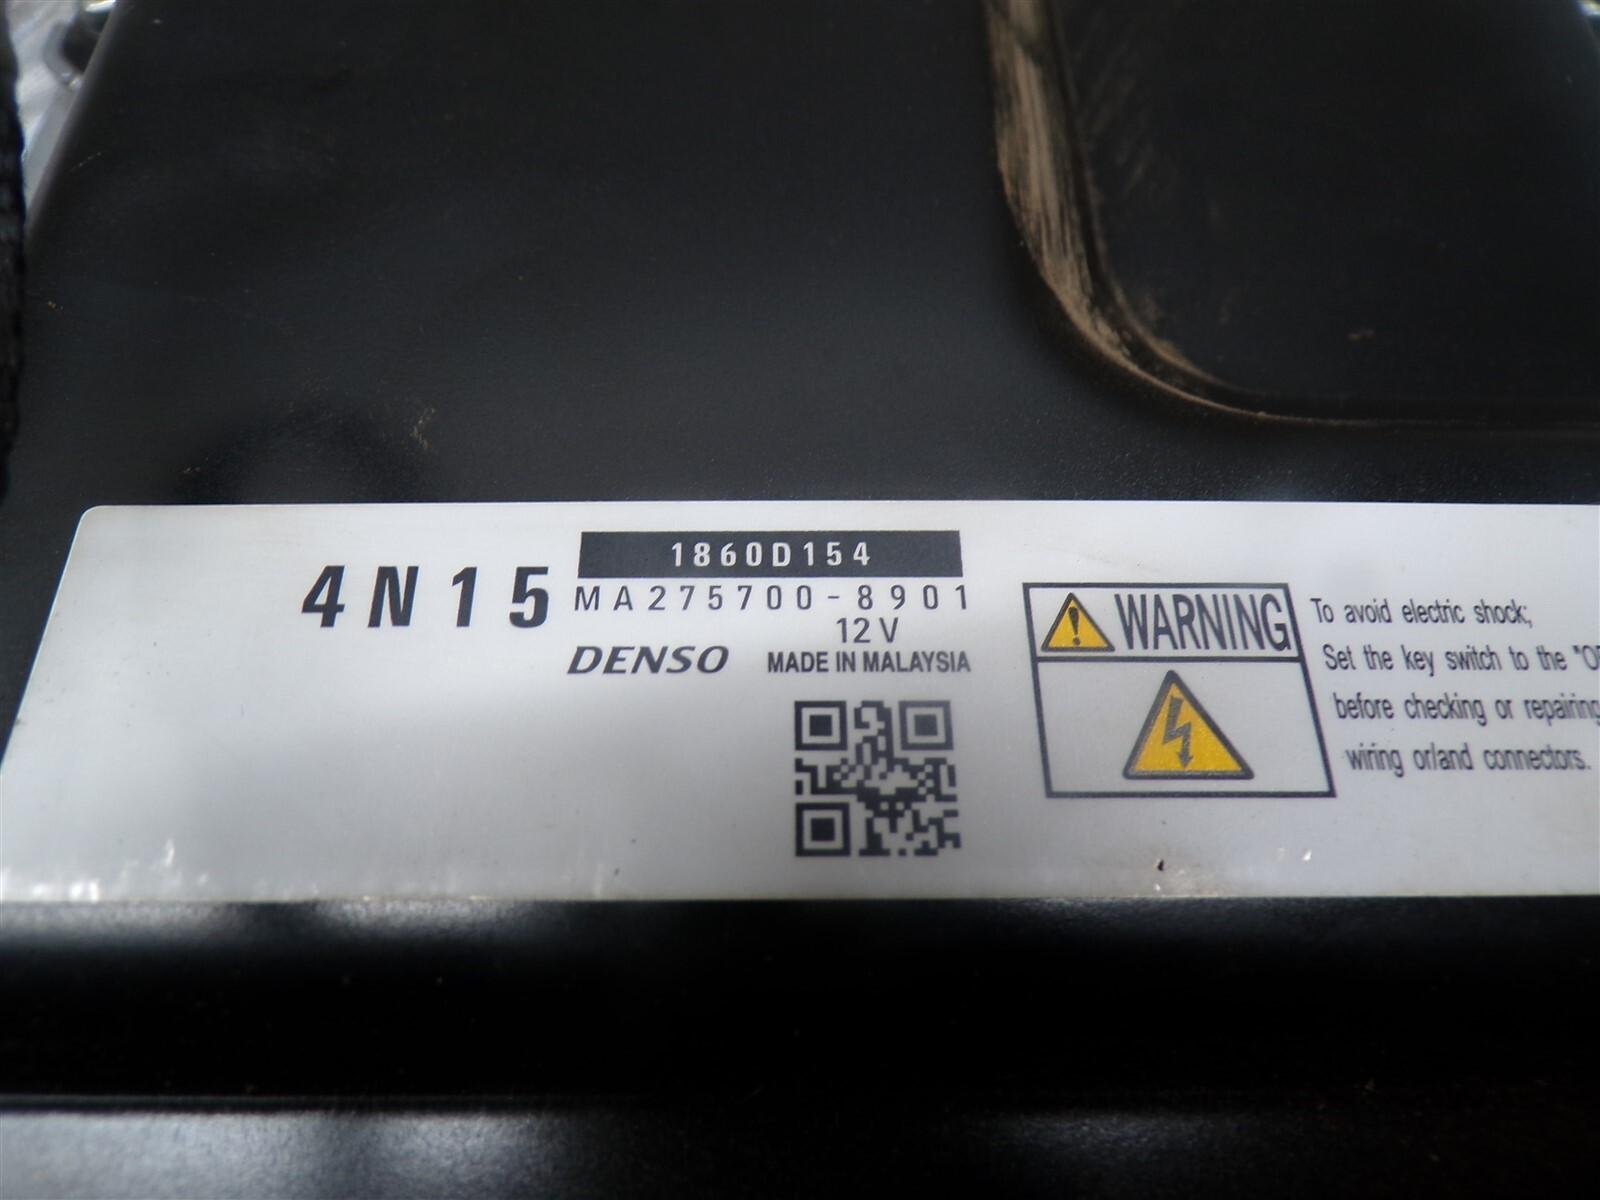 1860D154
4N15
MA275700-8901
12V
DENSO MADE IN MALAYSIA
WARNING
To avoid electric shock;
Set the key switch to the
before checking or repairing
wiring or/and connectors.